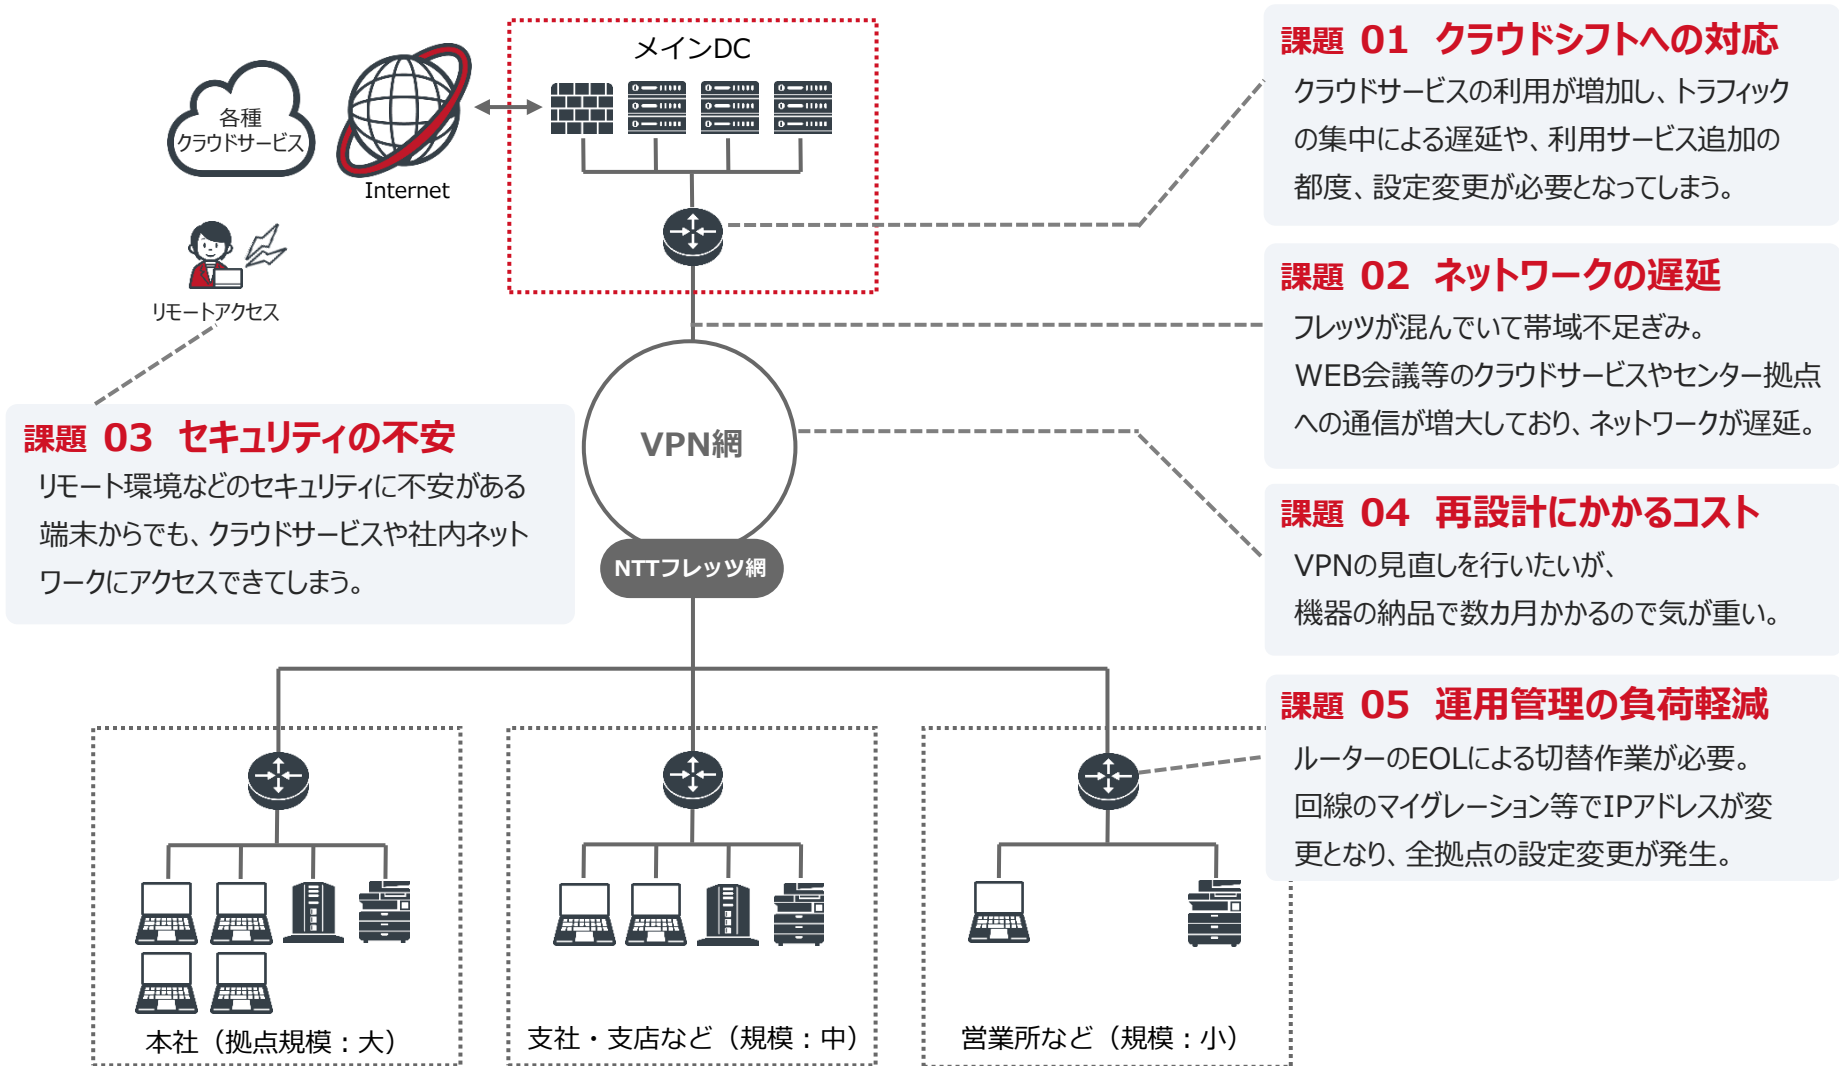 メインDC
各種
クラウドサービス
Internet
リモートアクセス
課題 01 クラウドシフトへの対応
クラウドサービスの利用が増加し、トラフィック
の集中による遅延や、利用サービス追加の
都度、設定変更が必要となってしまう。
課題 02 ネットワークの遅延
フレッツが混んでいて帯域不足ぎみ。
WEB会議等のクラウドサービスやセンター拠点
への通信が増大しており、ネットワークが遅延。
課題 03 セキュリティの不安
リモート環境などのセキュリティに不安がある
端末からでも、クラウドサービスや社内ネット
ワークにアクセスできてしまう。
VPN網
NTTフレッツ網
課題 04 再設計にかかるコスト
VPNの見直しを行いたいが、
機器の納品で数カ月かかるので気が重い。
課題 05 運用管理の負荷軽減
ルーターのEOLによる切替作業が必要。
回線のマイグレーション等でIPアドレスが変
更となり、全拠点の設定変更が発生。
本社（拠点規模：大）
支社・支店など（規模：中）
営業所など（規模：小）